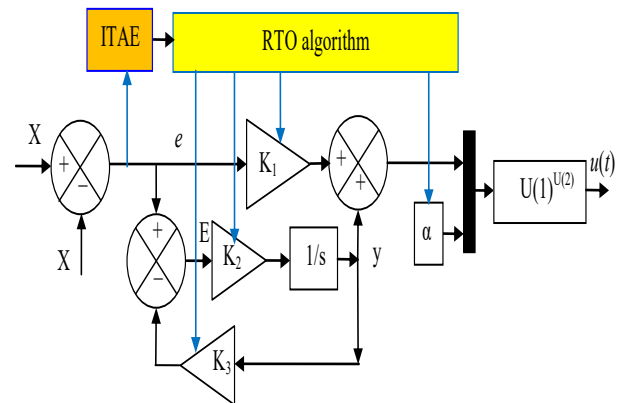 ITAE
RTO algorithm
X
+
−
e
K₁
+
+
U(1)^U(2)
u(t)
X
+
−
E
K₂
1/s
y
α
K₃